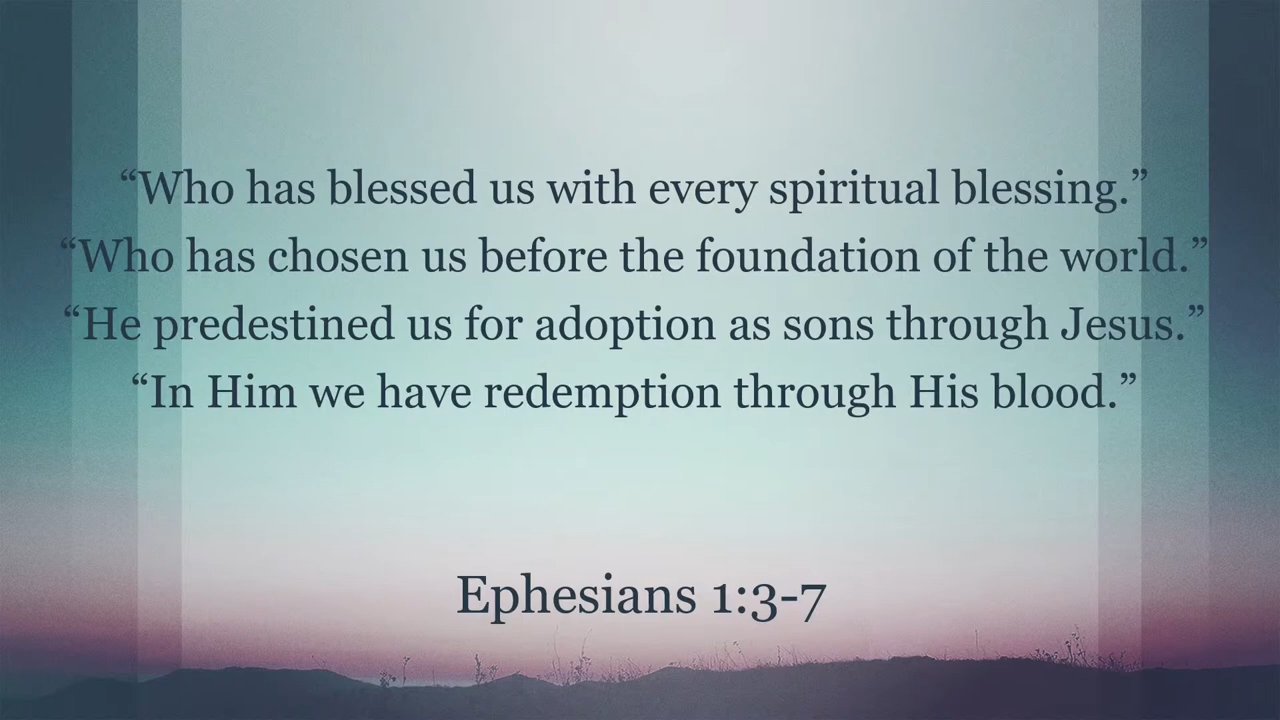 “Who has blessed us with every spiritual blessing.”
“Who has chosen us before the foundation of the world.”
“He predestined us for adoption as sons through Jesus.”
“In Him we have redemption through His blood.”
Ephesians 1:3-7